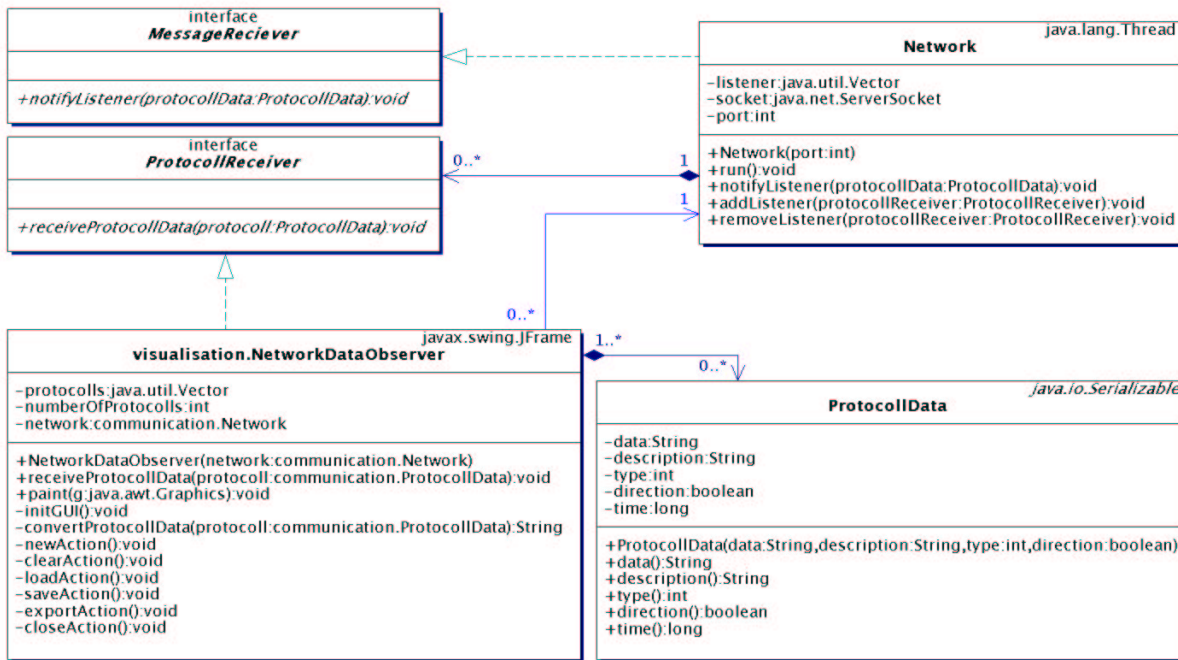 interface
MessageReciever
+notifyListener(protocollData:ProtocollData):void
interface
ProtocollReceiver
+receiveProtocollData(protocoll:ProtocollData):void
java.lang.Thread
Network
-listener:java.util.Vector
-socket:java.net.ServerSocket
-port:int
+Network(port:int)
+run():void
+notifyListener(protocollData:ProtocollData):void
+addListener(protocollReceiver:ProtocollReceiver):void
+removeListener(protocollReceiver:ProtocollReceiver):void
0..*
1
1
0..*
javax.swing.JFrame
visualisation.NetworkDataObserver
-protocolls:java.util.Vector
-numberOfProtocolls:int
-network:communication.Network
+NetworkDataObserver(network:communication.Network)
+receiveProtocollData(protocoll:communication.ProtocollData):void
+paint(g:java.awt.Graphics):void
-initGUI():void
-convertProtocollData(protocoll:communication.ProtocollData):String
-newAction():void
-clearAction():void
-loadAction():void
-saveAction():void
-exportAction():void
-closeAction():void
1..*
0..*
java.io.Serializable
ProtocollData
-data:String
-description:String
-type:int
-direction:boolean
-time:long
+ProtocollData(data:String,description:String,type:int,direction:boolean)
+data():String
+description():String
+type():int
+direction():boolean
+time():long